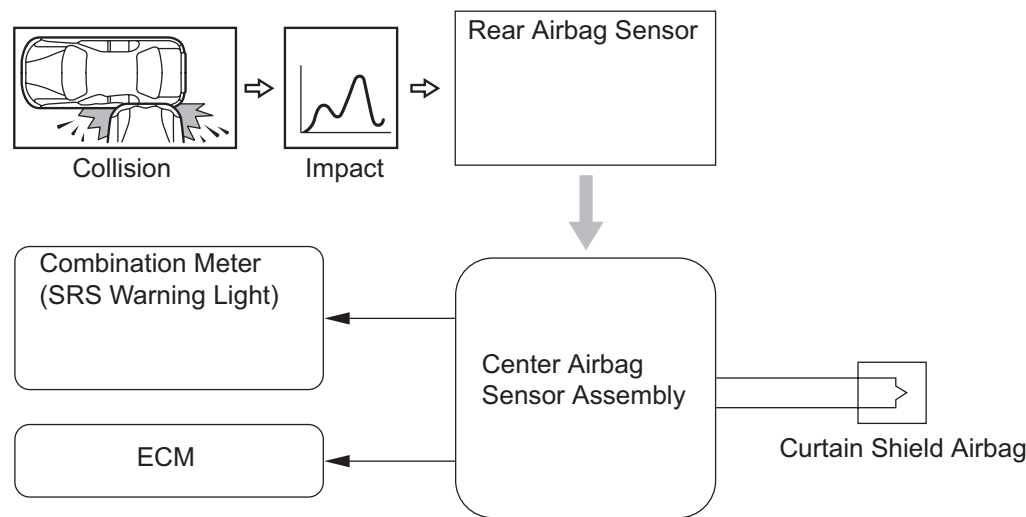 Collision
Impact
Rear Airbag Sensor
Combination Meter
(SRS Warning Light)
Center Airbag
Sensor Assembly
ECM
Curtain Shield Airbag